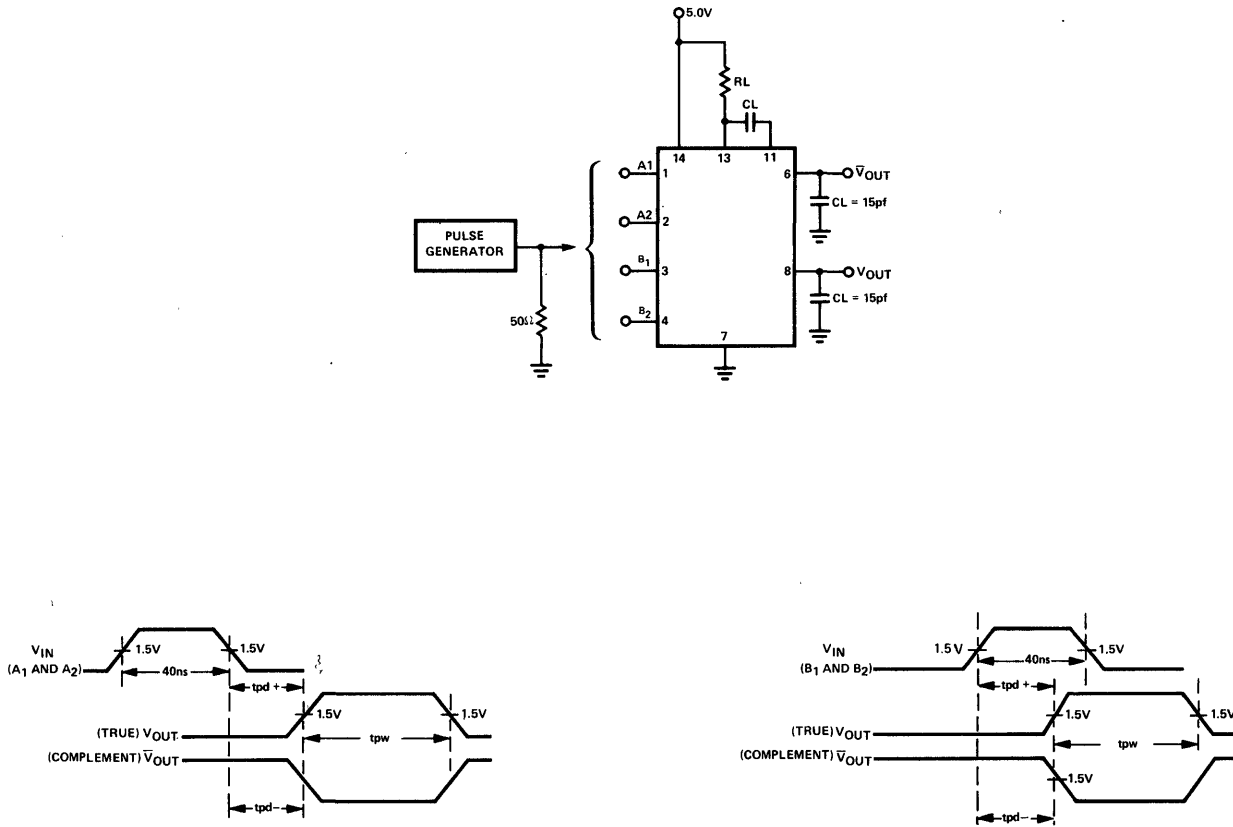 5.0V
RL
CL
14 13 11
A1 1
A2 2
B1 3
B2 4
6 V̅OUT
CL = 15pf
8 VOUT
CL = 15pf
7
PULSE
GENERATOR
50Ω
VIN
(A1 AND A2)
1.5V
1.5V
40ns
tpd +
(TRUE) VOUT
1.5V
1.5V
tpw
(COMPLEMENT) V̅OUT
tpd–
VIN
(B1 AND B2)
1.5V
1.5V
40ns
tpd +
(TRUE) VOUT
1.5V
1.5V
tpw
(COMPLEMENT) V̅OUT
1.5V
tpd–